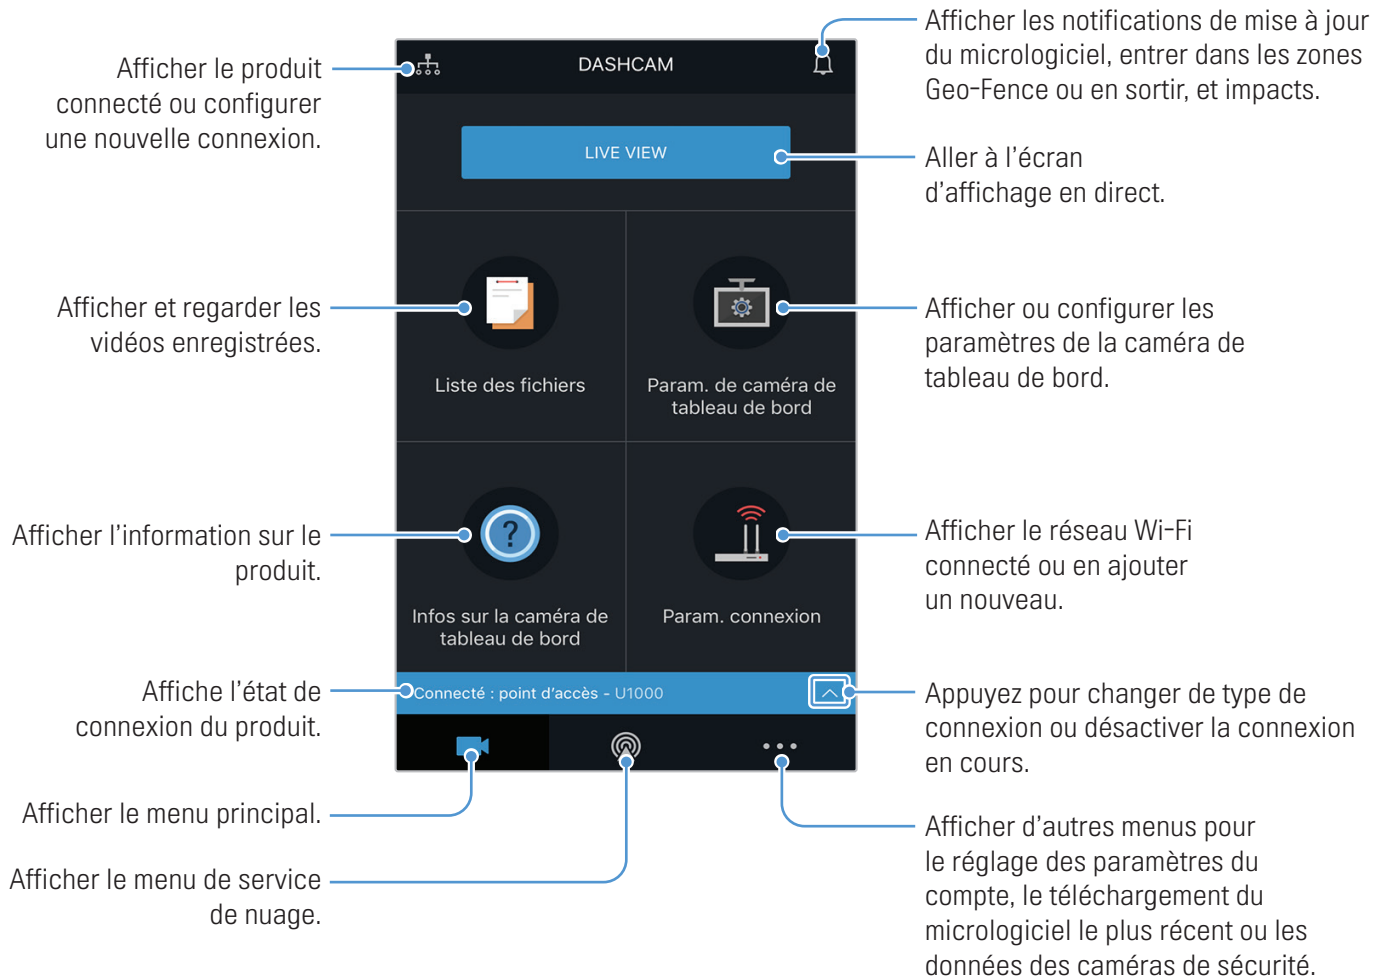 Afficher les notifications de mise à jour
du micrologiciel, entrer dans les zones
Geo-Fence ou en sortir, et impacts.
Afficher le produit
connecté ou configurer
une nouvelle connexion.
DASHCAM
LIVE VIEW
Aller à l'écran
d'affichage en direct.
Afficher et regarder les
vidéos enregistrées.
Liste des fichiers
Param. de caméra de
tableau de bord
Afficher ou configurer les
paramètres de la caméra de
tableau de bord.
Afficher l'information sur le
produit.
?
Infos sur la caméra de
tableau de bord
Param. connexion
Afficher le réseau Wi-Fi
connecté ou en ajouter
un nouveau.
Affiche l'état de
connexion du produit.
Connecté : point d'accès - U1000
Appuyez pour changer de type de
connexion ou désactiver la connexion
en cours.
Afficher le menu principal.
Afficher le menu de service
de nuage.
Afficher d'autres menus pour
le réglage des paramètres du
compte, le téléchargement du
micrologiciel le plus récent ou les
données des caméras de sécurité.